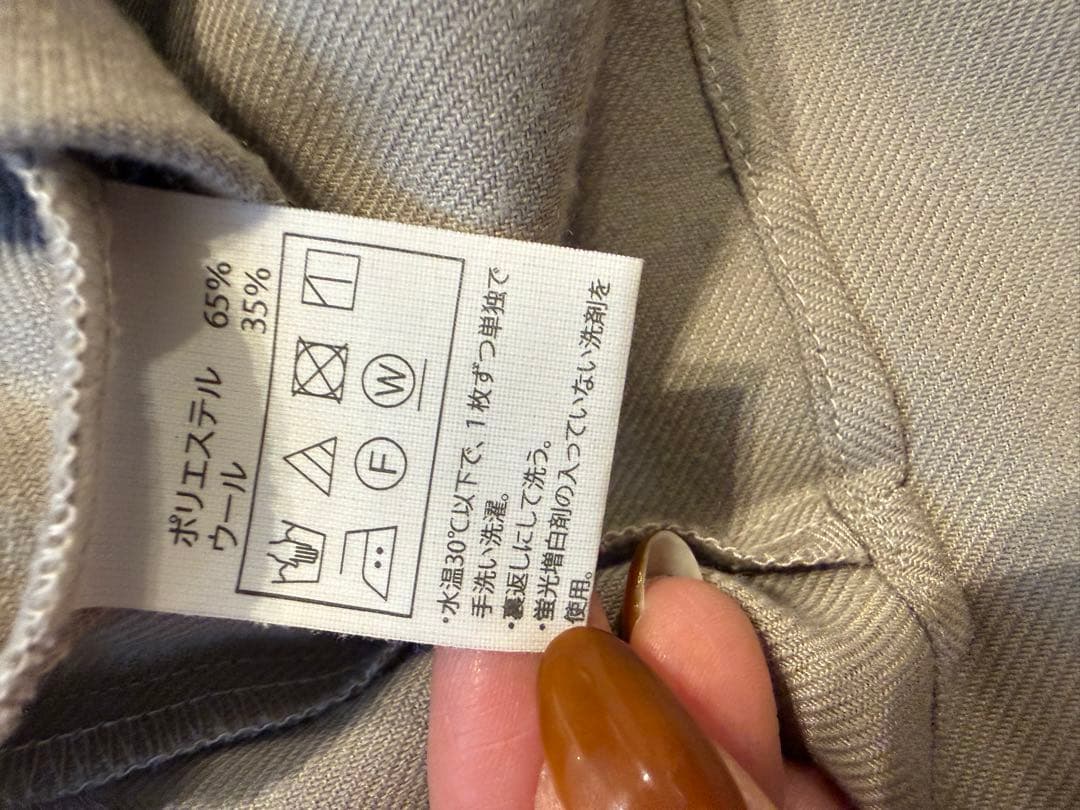 ポリエステル 65%
ウール 35%
F W
・水温30℃以下で、1枚ずつ単独で
手洗い洗濯。
・裏返しにして洗う。
・蛍光増白剤の入っていない洗剤を
使用。